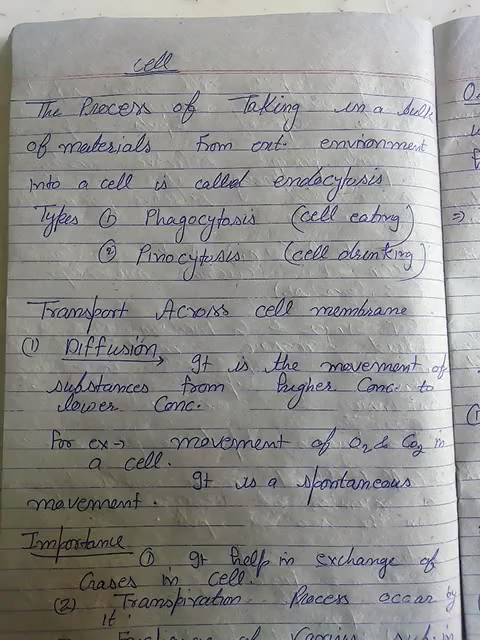 cell
The Process of Taking in a bulk
of materials from ext. environment
into a cell is called endocytosis.
Types ① Phagocytosis (cell eating)
② Pinocytosis (cell drinking)
Transport Across cell membrane
(1) Diffusion → It is the movement of
substances from higher Conc. to
lower Conc.
For ex → movement of O2 & CO2 in
a cell.
It is a spontaneous
movement.
Importance ① It help in exchange of
Gases in cell.
(2) Transpiration Process occur by
it.
Exchange of various